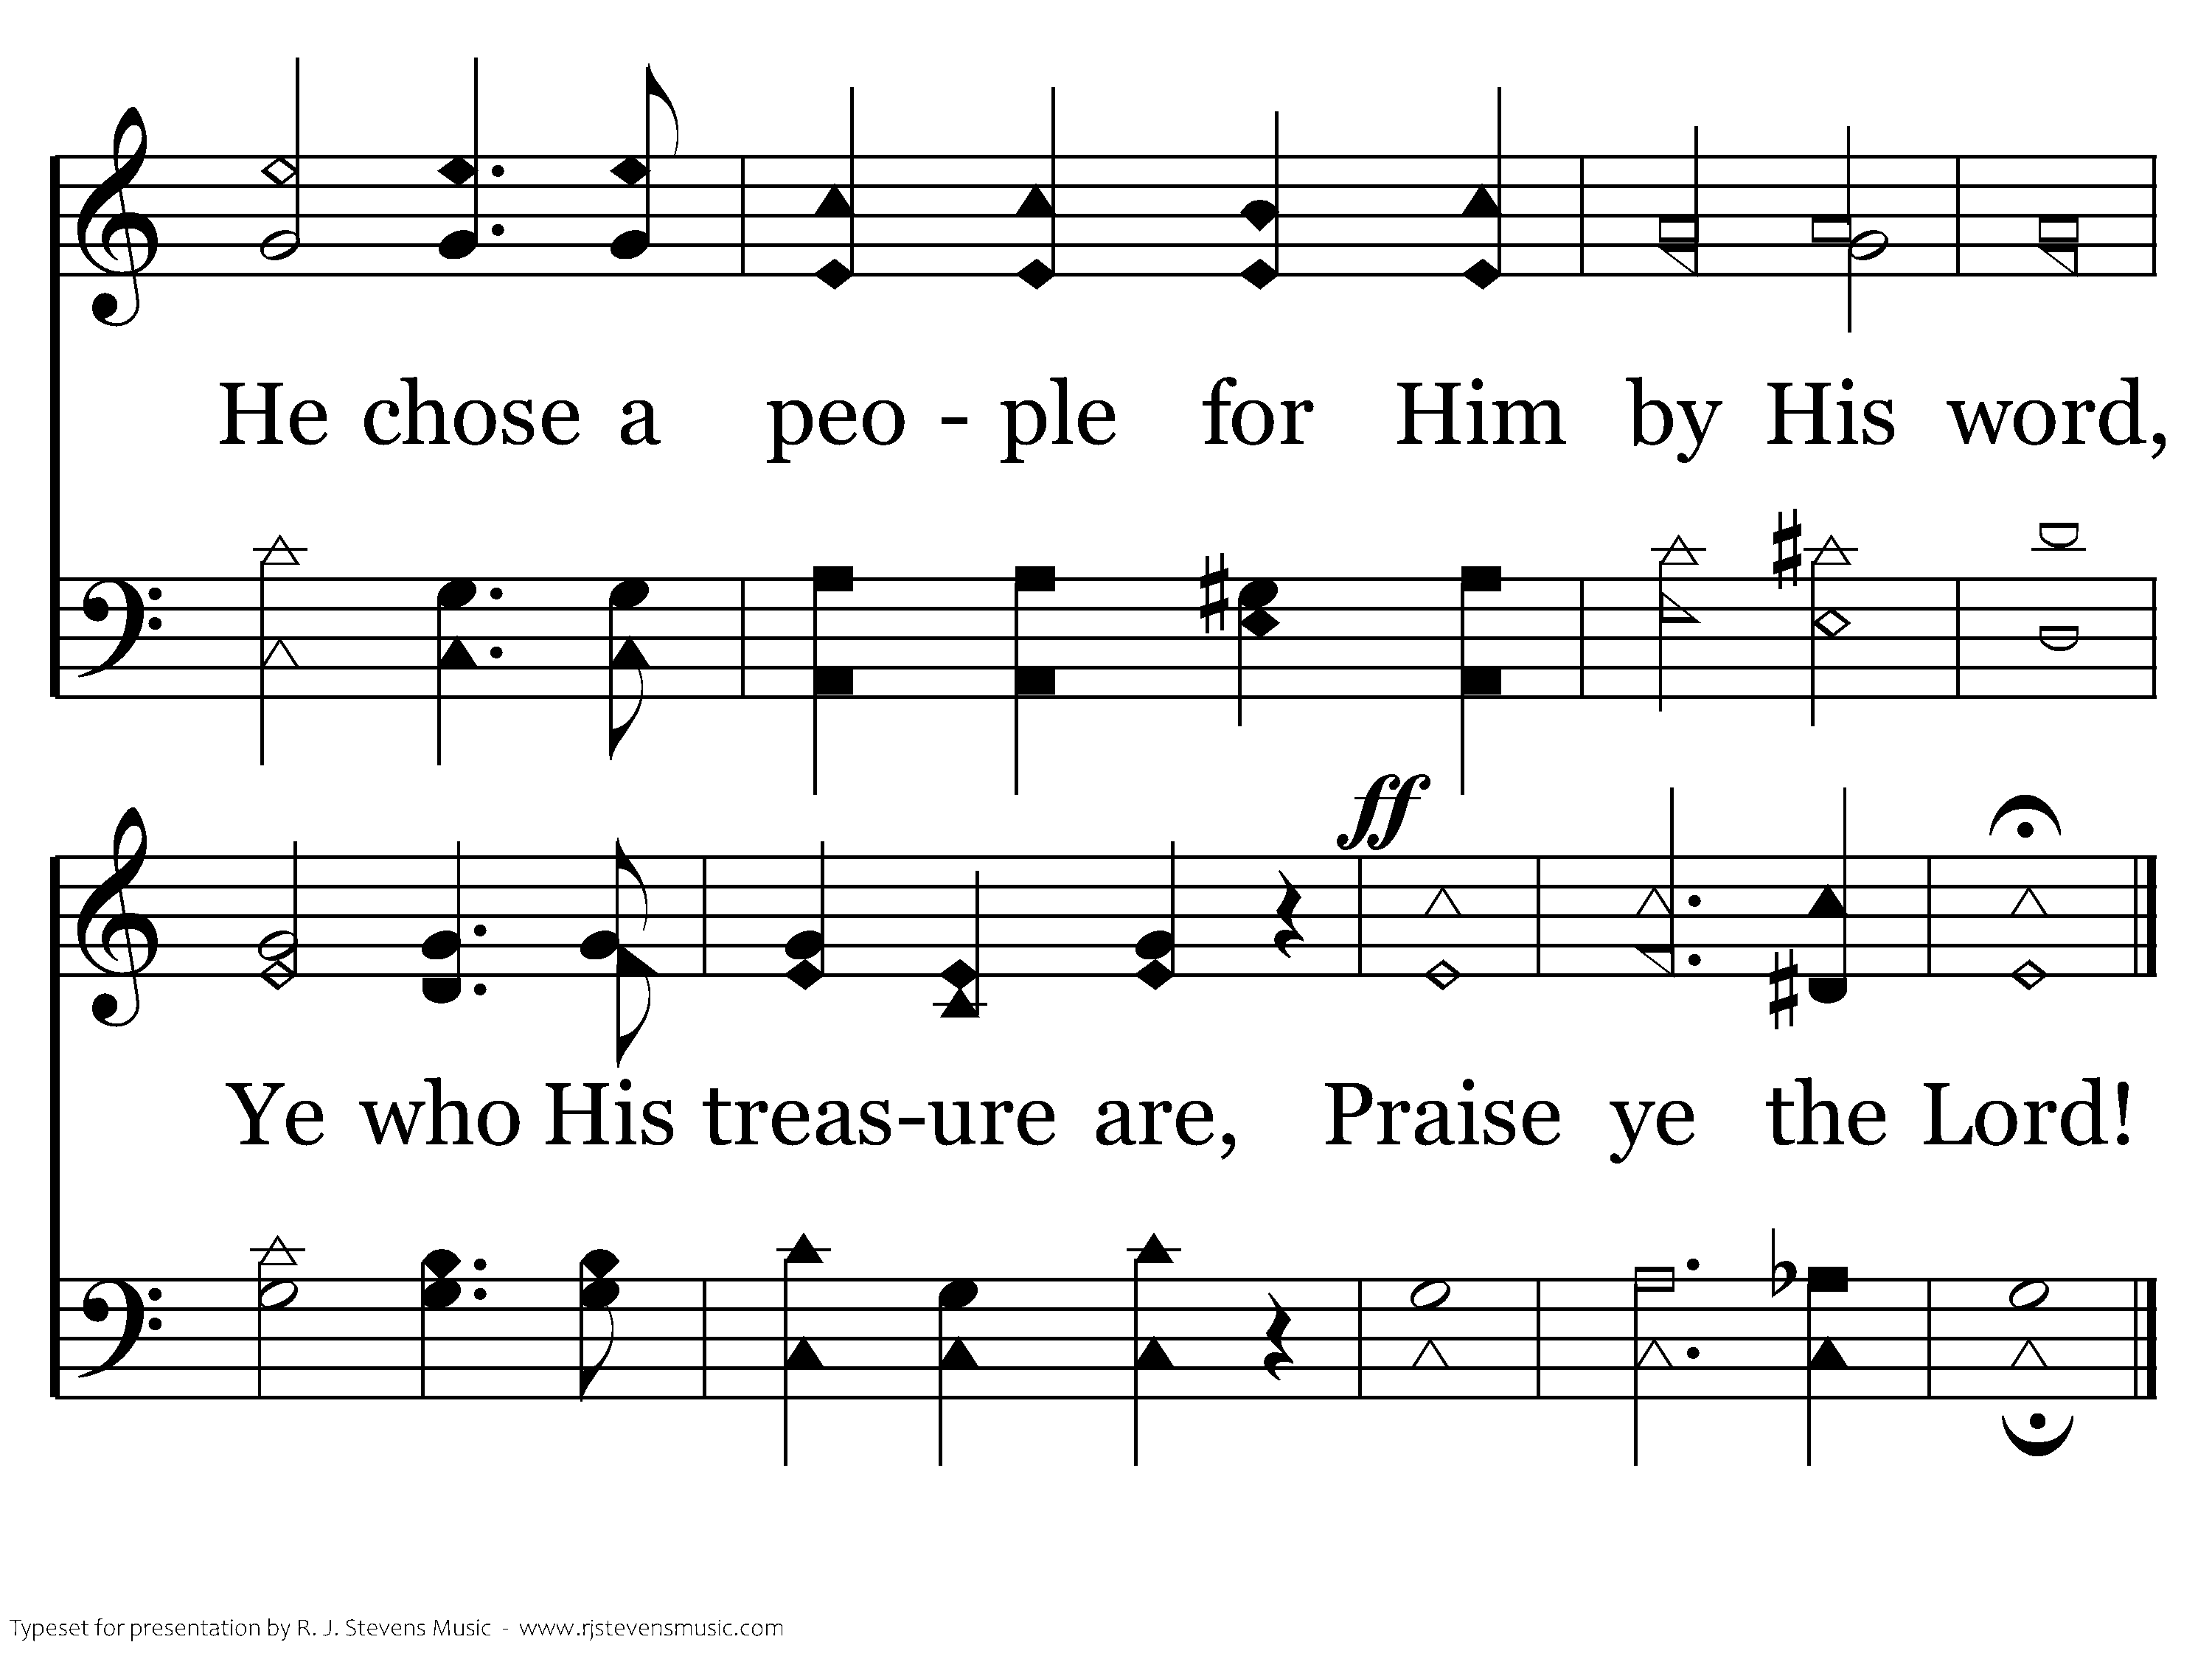 He chose a peo - ple for Him by His word,
ff
Ye who His treas-ure are, Praise ye the Lord!
Typeset for presentation by R. J. Stevens Music - www.rjstevensmusic.com